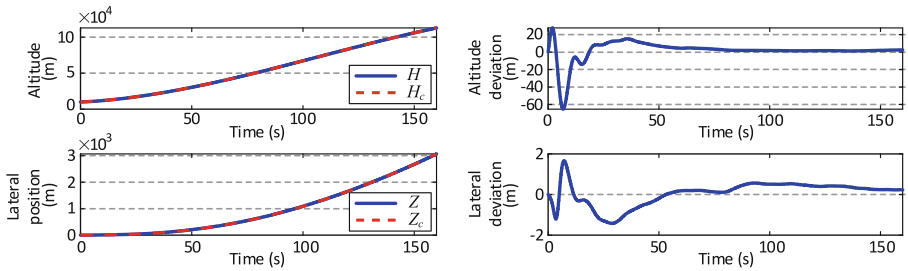 ×10⁴
10
5
0
Altitude
(m)
H
H_c
0
50
100
150
Time (s)
20
0
-20
-40
-60
Altitude
deviation
(m)
0
50
100
150
Time (s)
×10³
3
2
1
0
Lateral
position
(m)
Z
Z_c
0
50
100
150
Time (s)
2
0
-2
Lateral
deviation
(m)
0
50
100
150
Time (s)